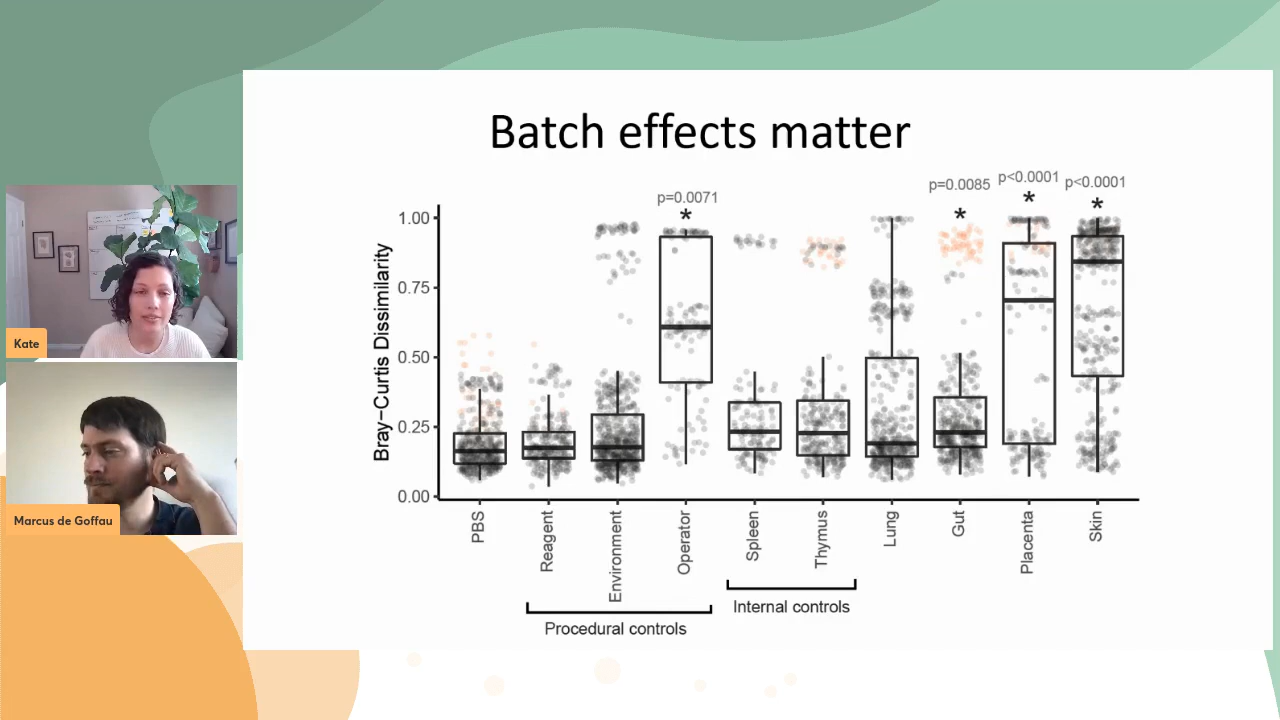 Batch effects matter
p=0.0071
p=0.0085
p<0.0001
p<0.0001
*
*
*
*
Bray−Curtis Dissimilarity
1.00
0.75
0.50
0.25
0.00
PBS
Reagent
Environment
Operator
Spleen
Thymus
Lung
Gut
Placenta
Skin
Procedural controls
Internal controls
Kate
Marcus de Goffau